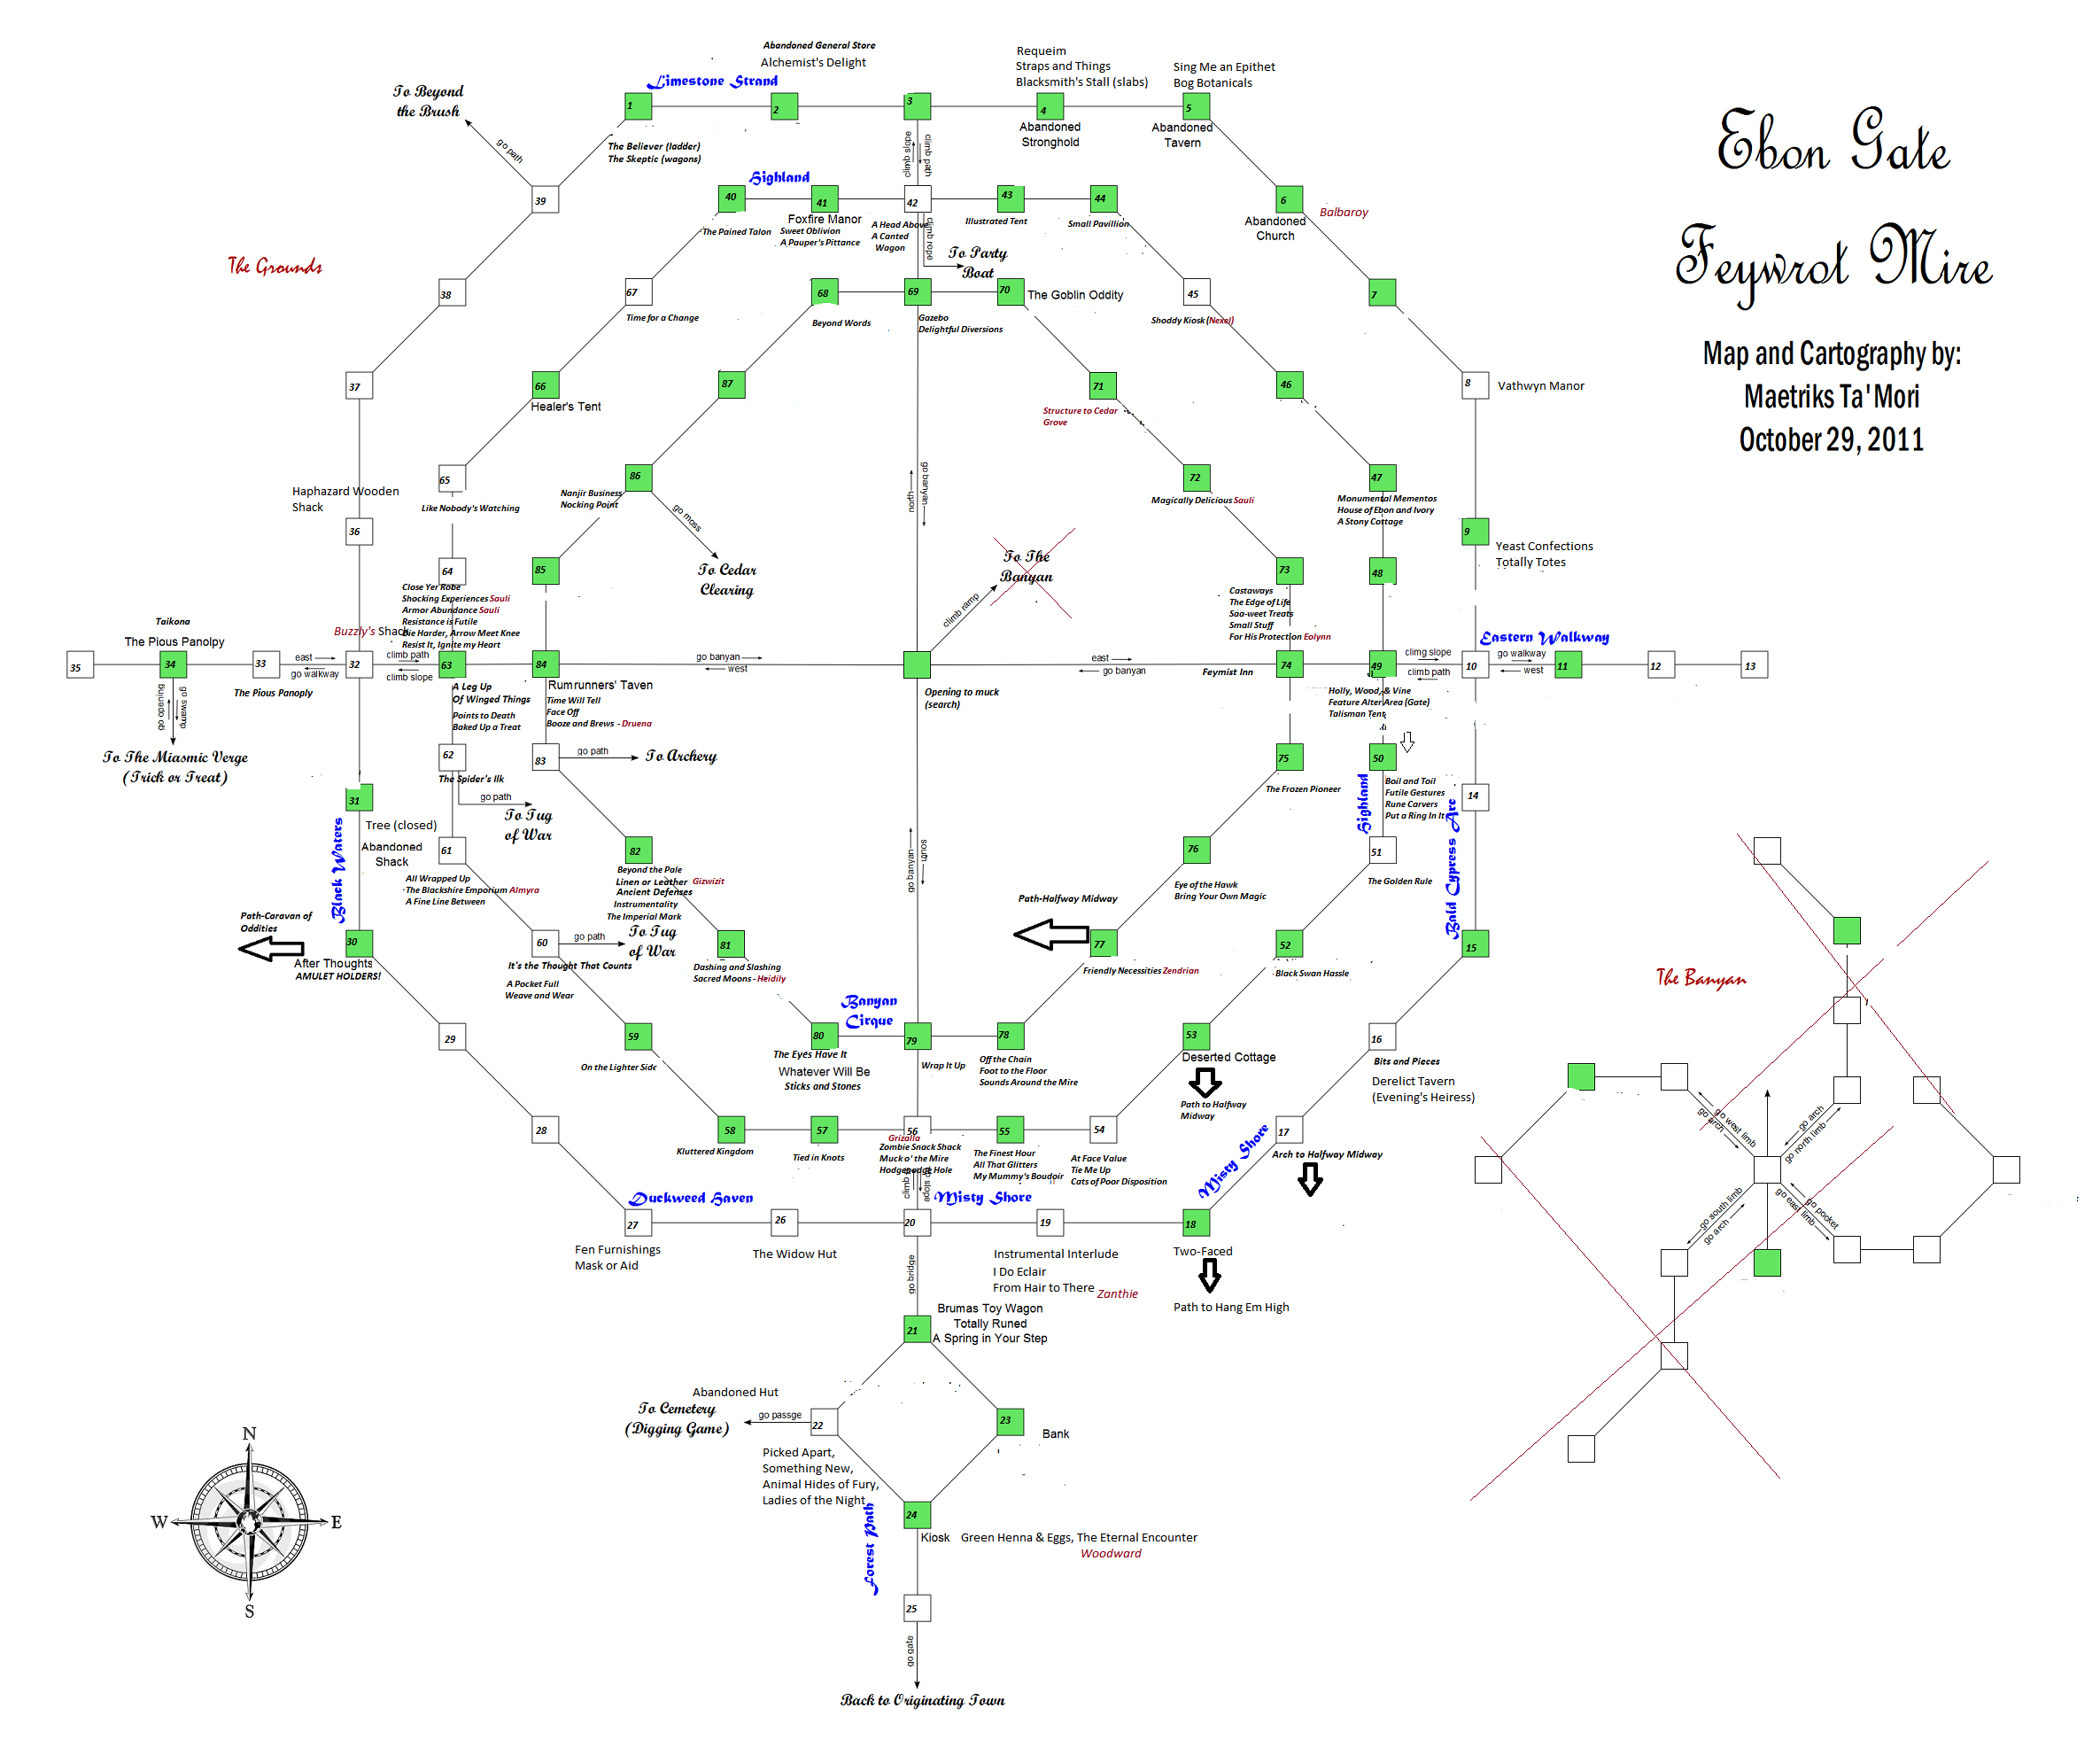 Ebon Gate
Feywrot Mire
Map and Cartography by:
Maetriks Ta'Mori
October 29, 2011
Abandoned General Store
Alchemist's Delight
Requeim
Straps and Things
Blacksmith's Stall (slabs)
Sing Me an Epithet
Bog Botanicals
Limestone Strand
To Beyond
the Brush
go path
1
2
3
4
5
The Believer (ladder)
The Skeptic (wagons)
climb slope
climb path
Abandoned
Stronghold
Abandoned
Tavern
Highland
39
40
41
42
43
44
6
Balbaroy
Abandoned
Church
The Pained Talon
Foxfire Manor
Sweet Oblivion
A Pauper's Pittance
A Head Above
A Canted
Wagon
climb rope
Illustrated Tent
Small Pavillion
To Party
Boat
The Grounds
38
67
68
69
70
45
7
The Goblin Oddity
Time for a Change
Beyond Words
Gazebo
Delightful Diversions
Shoddy Kiosk (Nexel)
37
66
87
71
46
8
Vathwyn Manor
Healer's Tent
Structure to Cedar
Grove
65
86
72
47
Haphazard Wooden
Shack
Like Nobody's Watching
Nanjir Business
Nocking Point
go moss
north
go banyan
Magically Delicious Sauli
Monumental Mementos
House of Ebon and Ivory
A Stony Cottage
36
9
Yeast Confections
Totally Totes
64
85
To Cedar
Clearing
To The
Banyan
climb ramp
73
48
Close Yer Robe
Shocking Experiences Sauli
Armor Abundance Sauli
Resistance is Futile
Die Harder, Arrow Meet Knee
Resist It, Ignite my Heart
Castaways
The Edge of Life
Saa-weet Treats
Small Stuff
For His Protection Eolynn
Taikona
The Pious Panolpy
Buzzly's Shack
Eastern Walkway
35
34
33
east
go walkway
32
climb path
climb slope
63
84
go banyan
west
east
go banyan
74
49
climg slope
climb path
10
go walkway
west
11
12
13
The Pious Panoply
go opening
go swamp
A Leg Up
Of Winged Things
Points to Death
Baked Up a Treat
Rumrunners' Taven
Time Will Tell
Face Off
Booze and Brews - Druena
Opening to muck
(search)
Feymist Inn
Holly, Wood, & Vine
Feature Alter Area (Gate)
Talisman Tent
To The Miasmic Verge
(Trick or Treat)
62
83
go path
To Archery
75
50
The Spider's Ilk
go path
To Tug
of War
The Frozen Pioneer
Highland
Boil and Toil
Futile Gestures
Rune Carvers
Put a Ring In It
31
14
Tree (closed)
Abandoned
Shack
Black Waters
Bald Cypress Arc
61
82
76
51
go banyan
south
All Wrapped Up
The Blackshire Emporium Almyra
A Fine Line Between
Beyond the Pale
Linen or Leather Gizwizit
Ancient Defenses
Instrumentality
The Imperial Mark
Eye of the Hawk
Bring Your Own Magic
The Golden Rule
Path-Caravan of
Oddities
Path-Halfway Midway
30
60
go path
To Tug
of War
81
77
52
15
After Thoughts
AMULET HOLDERS!
It's the Thought That Counts
A Pocket Full
Weave and Wear
Dashing and Slashing
Sacred Moons - Heidily
Friendly Necessities Zendrian
Black Swan Hassle
The Banyan
Banyan
Cirque
29
59
80
79
78
53
16
On the Lighter Side
The Eyes Have It
Whatever Will Be
Sticks and Stones
Wrap It Up
Off the Chain
Foot to the Floor
Sounds Around the Mire
Deserted Cottage
Path to Halfway
Midway
Bits and Pieces
Derelict Tavern
(Evening's Heiress)
28
58
57
56
55
54
17
Kluttered Kingdom
Tied in Knots
Grizalla
Zombie Snack Shack
Muck o' the Mire
Hodgepodge Hole
The Finest Hour
All That Glitters
My Mummy's Boudoir
At Face Value
Tie Me Up
Cats of Poor Disposition
Arch to Halfway Midway
Misty Shore
go west limb
go arch
go arch
go north limb
go south limb
go arch
go pocket
go east limb
Duckweed Haven
Misty Shore
27
26
20
19
18
Fen Furnishings
Mask or Aid
The Widow Hut
go bridge
Instrumental Interlude
I Do Eclair
From Hair to There Zanthie
Two-Faced
Path to Hang Em High
Brumas Toy Wagon
Totally Runed
A Spring in Your Step
21
Abandoned Hut
To Cemetery
(Digging Game)
go passge
22
23
Bank
Picked Apart,
Something New,
Animal Hides of Fury,
Ladies of the Night
Forest Path
24
Kiosk
Green Henna & Eggs, The Eternal Encounter
Woodward
25
go gate
Back to Originating Town
N
W
E
S